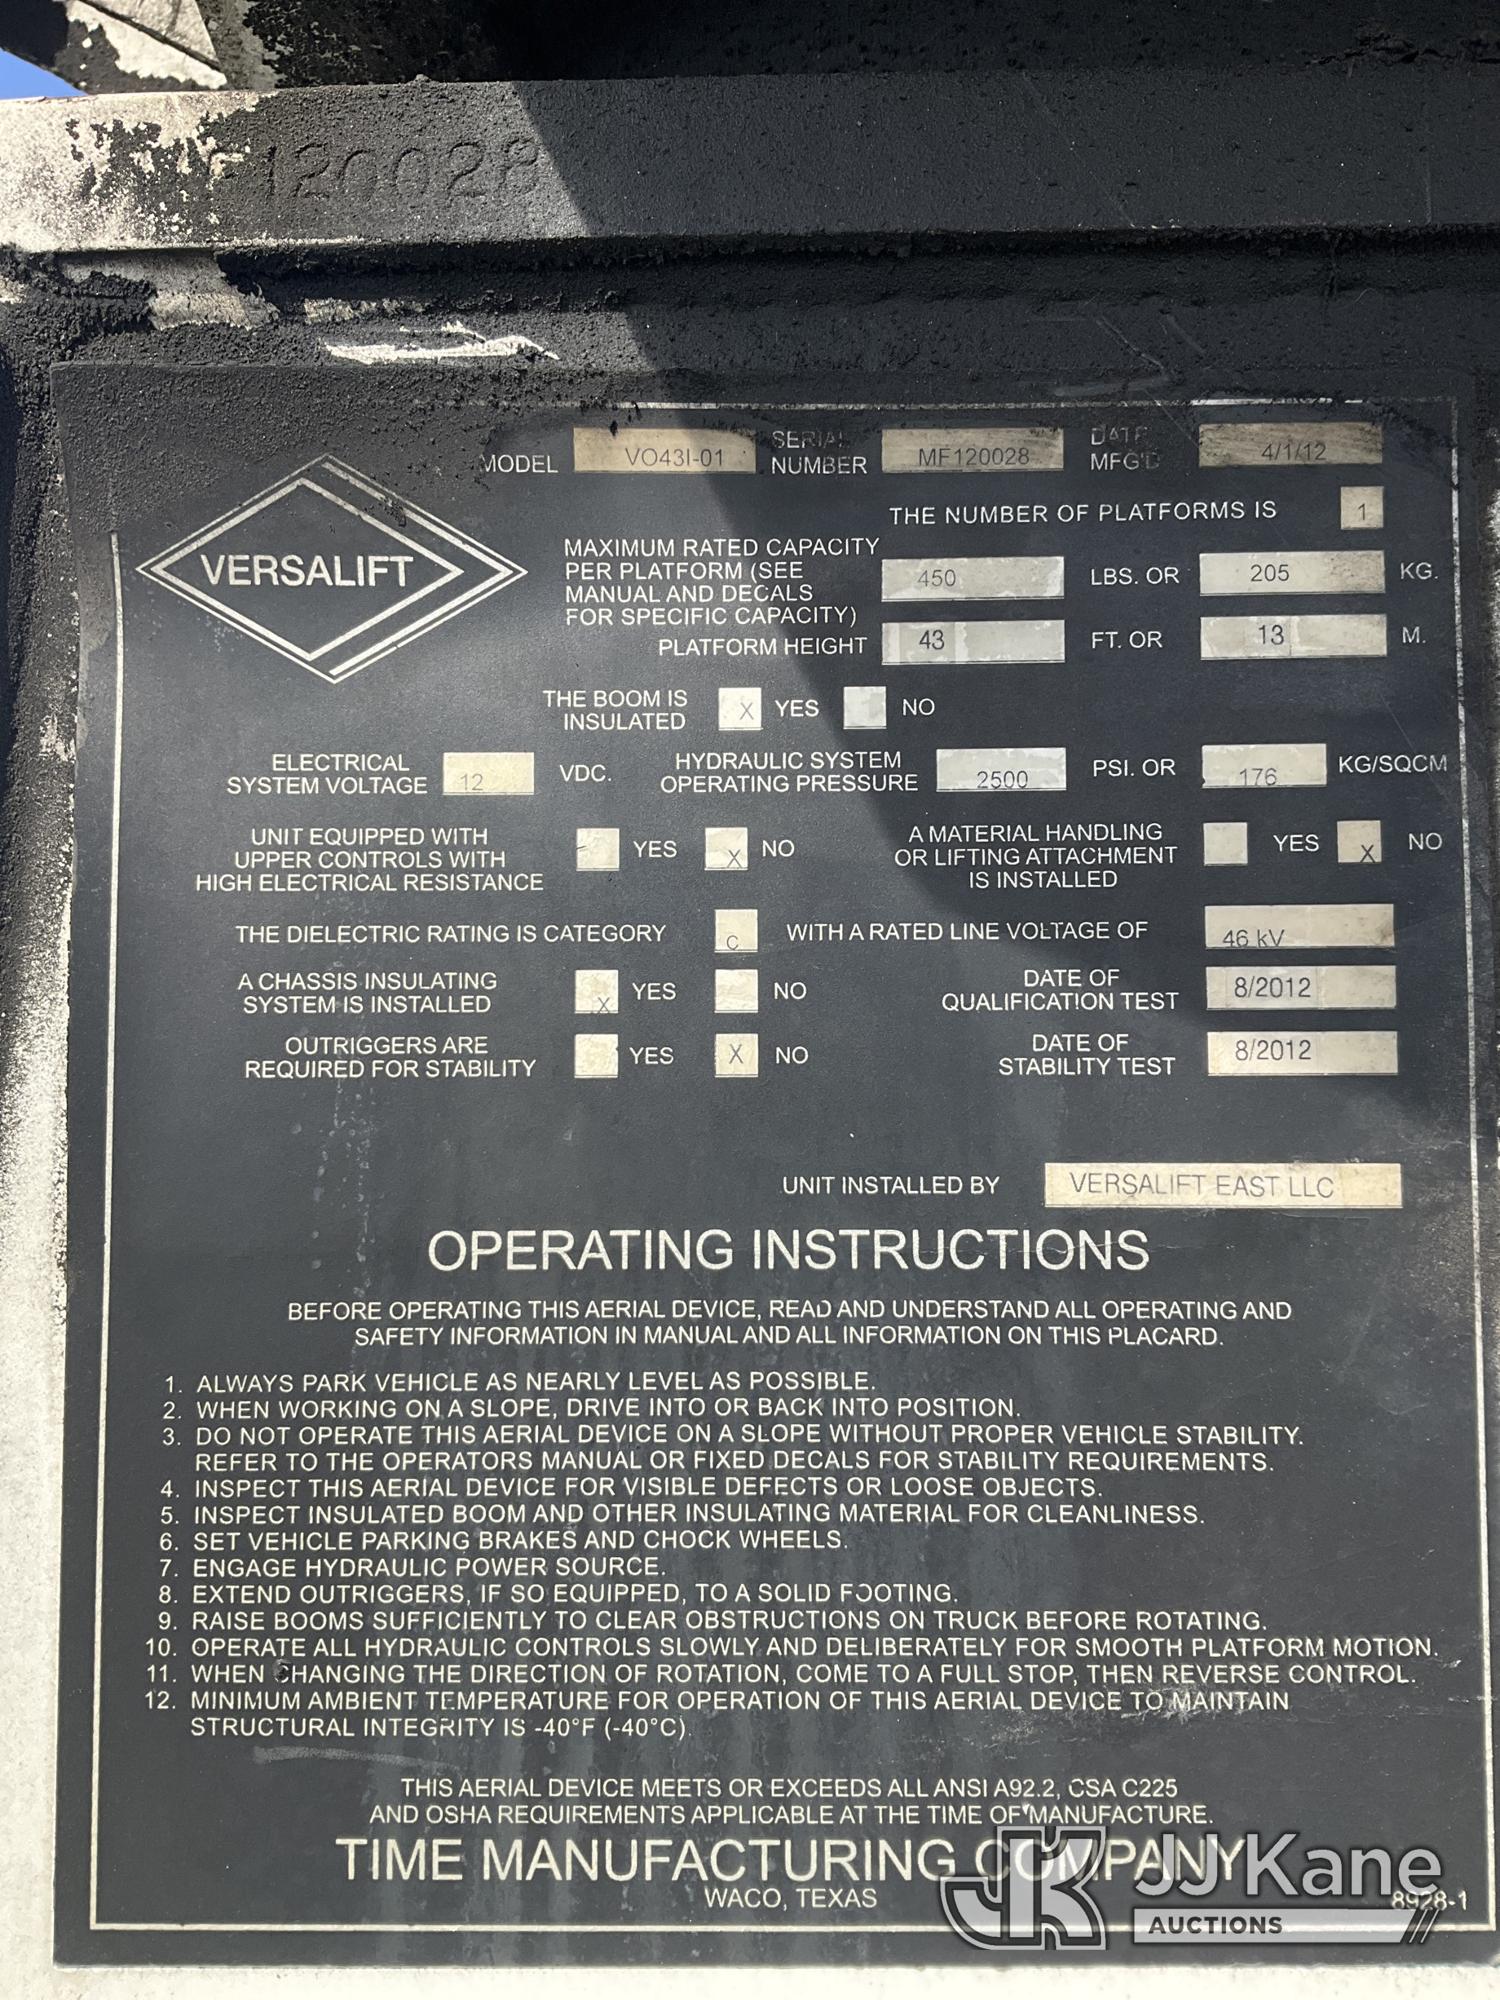 120028
MODEL VO43I-01 SERIAL NUMBER MF120028 DATE MFG'D 4/1/12
VERSALIFT
THE NUMBER OF PLATFORMS IS 1
MAXIMUM RATED CAPACITY
PER PLATFORM (SEE
MANUAL AND DECALS
FOR SPECIFIC CAPACITY) 450 LBS. OR 205 KG.
PLATFORM HEIGHT 43 FT. OR 13 M.
THE BOOM IS
INSULATED X YES NO
ELECTRICAL
SYSTEM VOLTAGE 12 VDC. HYDRAULIC SYSTEM
OPERATING PRESSURE 2500 PSI. OR 176 KG/SQCM
UNIT EQUIPPED WITH
UPPER CONTROLS WITH
HIGH ELECTRICAL RESISTANCE YES X NO
A MATERIAL HANDLING
OR LIFTING ATTACHMENT
IS INSTALLED YES X NO
THE DIELECTRIC RATING IS CATEGORY C WITH A RATED LINE VOLTAGE OF 46 kV
A CHASSIS INSULATING
SYSTEM IS INSTALLED X YES NO
DATE OF
QUALIFICATION TEST 8/2012
OUTRIGGERS ARE
REQUIRED FOR STABILITY YES X NO
DATE OF
STABILITY TEST 8/2012
UNIT INSTALLED BY VERSALIFT EAST LLC
OPERATING INSTRUCTIONS
BEFORE OPERATING THIS AERIAL DEVICE, READ AND UNDERSTAND ALL OPERATING AND
SAFETY INFORMATION IN MANUAL AND ALL INFORMATION ON THIS PLACARD.
1. ALWAYS PARK VEHICLE AS NEARLY LEVEL AS POSSIBLE.
2. WHEN WORKING ON A SLOPE, DRIVE INTO OR BACK INTO POSITION.
3. DO NOT OPERATE THIS AERIAL DEVICE ON A SLOPE WITHOUT PROPER VEHICLE STABILITY.
REFER TO THE OPERATORS MANUAL OR FIXED DECALS FOR STABILITY REQUIREMENTS.
4. INSPECT THIS AERIAL DEVICE FOR VISIBLE DEFECTS OR LOOSE OBJECTS.
5. INSPECT INSULATED BOOM AND OTHER INSULATING MATERIAL FOR CLEANLINESS.
6. SET VEHICLE PARKING BRAKES AND CHOCK WHEELS.
7. ENGAGE HYDRAULIC POWER SOURCE.
8. EXTEND OUTRIGGERS, IF SO EQUIPPED, TO A SOLID FOOTING.
9. RAISE BOOMS SUFFICIENTLY TO CLEAR OBSTRUCTIONS ON TRUCK BEFORE ROTATING.
10. OPERATE ALL HYDRAULIC CONTROLS SLOWLY AND DELIBERATELY FOR SMOOTH PLATFORM MOTION.
11. WHEN CHANGING THE DIRECTION OF ROTATION, COME TO A FULL STOP, THEN REVERSE CONTROL.
12. MINIMUM AMBIENT TEMPERATURE FOR OPERATION OF THIS AERIAL DEVICE TO MAINTAIN
STRUCTURAL INTEGRITY IS -40°F (-40°C).
THIS AERIAL DEVICE MEETS OR EXCEEDS ALL ANSI A92.2, CSA C225
AND OSHA REQUIREMENTS APPLICABLE AT THE TIME OF MANUFACTURE.
TIME MANUFACTURING COMPANY
WACO, TEXAS
8928-1
JK JJ Kane
AUCTIONS